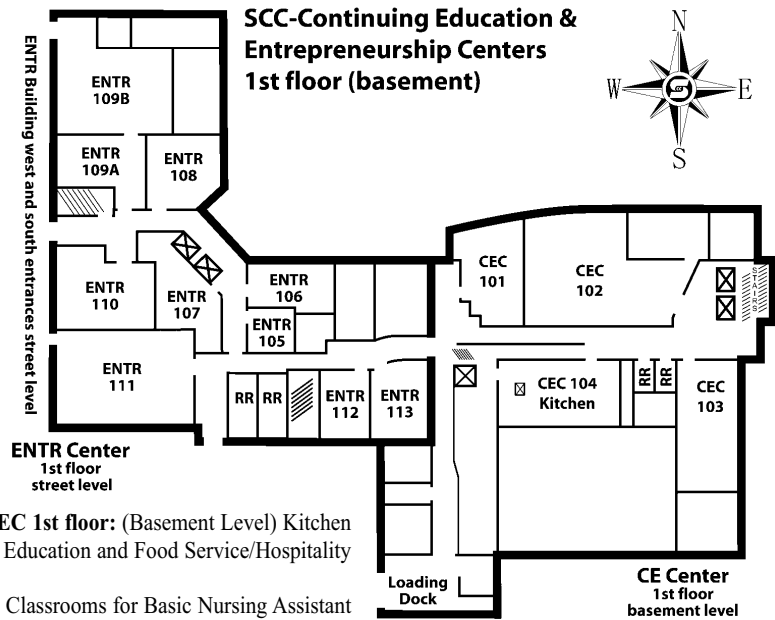 SCC-Continuing Education &
Entrepreneurship Centers
1st floor (basement)
N
W
E
S
ENTR Building west and south entrances street level
ENTR
109B
ENTR
109A
ENTR
108
ENTR
110
ENTR
107
ENTR
106
ENTR
105
ENTR
111
RR
RR
ENTR
112
ENTR
113
CEC
101
CEC
102
STAIRS
CEC 104
Kitchen
RR
RR
CEC
103
ENTR Center
1st floor
street level
EC 1st floor: (Basement Level) Kitchen
Education and Food Service/Hospitality
Classrooms for Basic Nursing Assistant
Loading
Dock
CE Center
1st floor
basement level